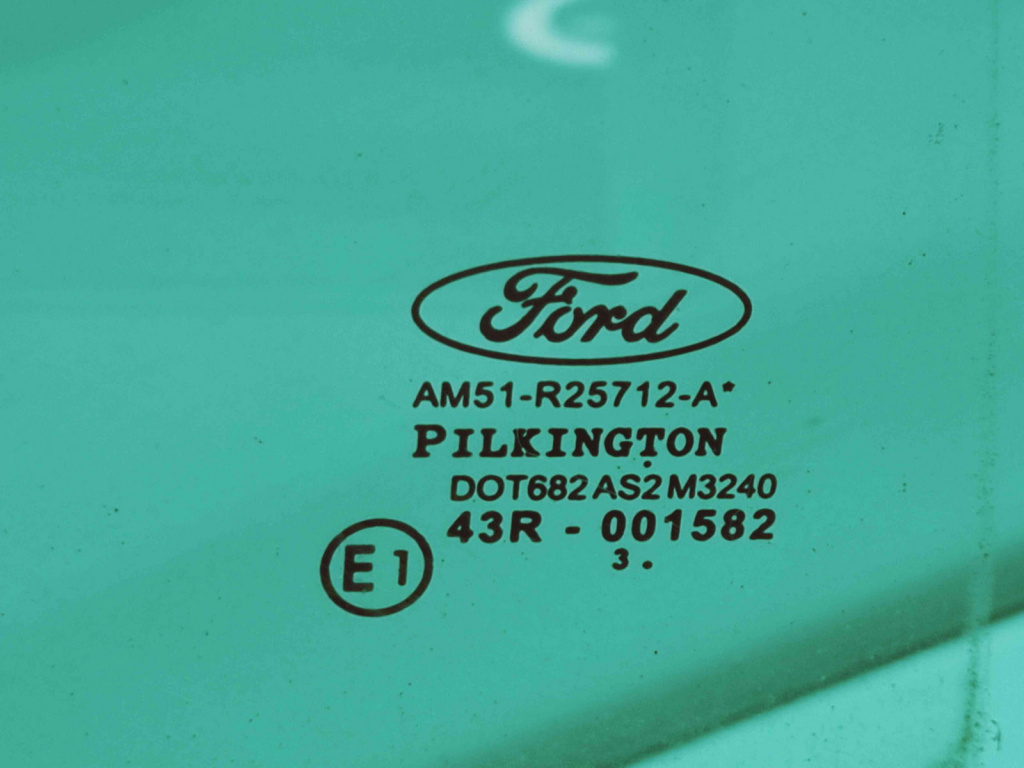 Ford
AM51-R25712-A*
PILKINGTON
DOT682 AS2 M3240
43R - 001582
E1
3 .